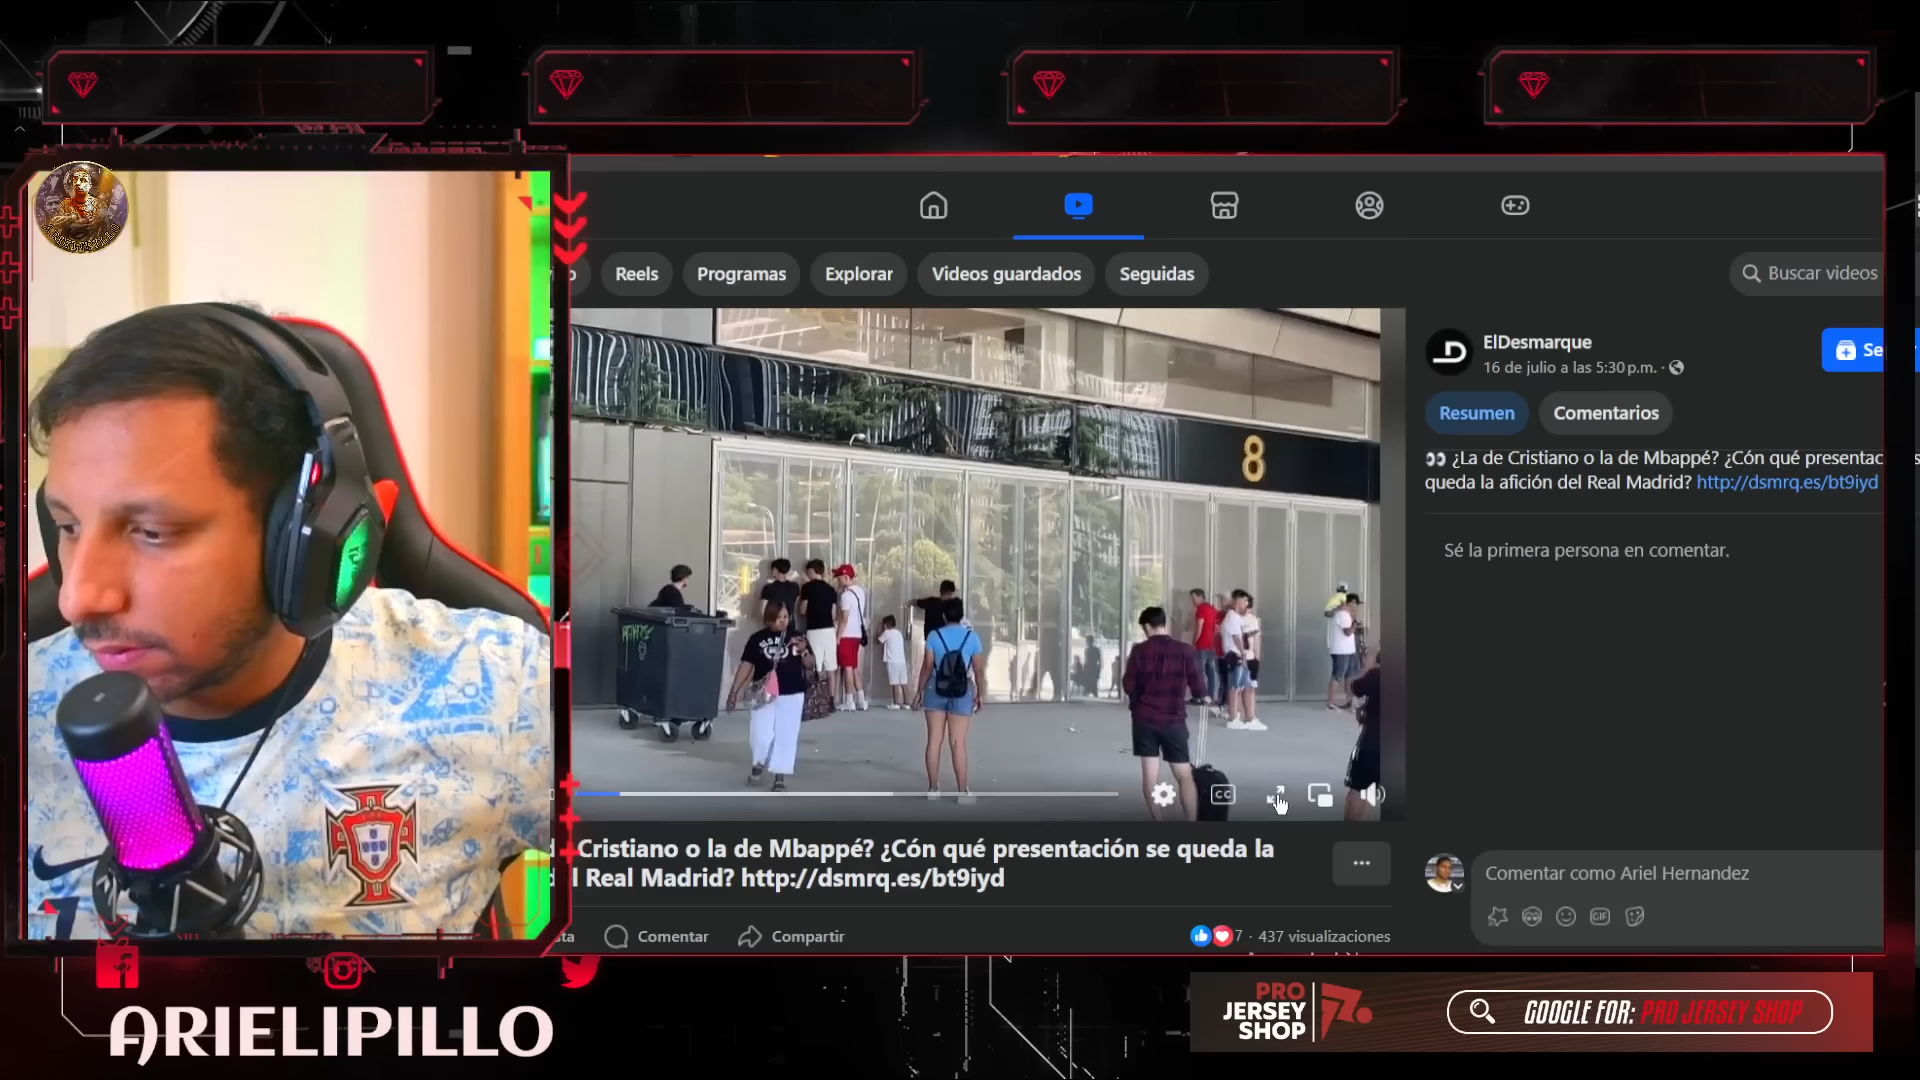 Reels
Programas
Explorar
Videos guardados
Seguidas
Buscar videos
8
ElDesmarque
16 de julio a las 5:30 p.m. ·
Se
Resumen
Comentarios
👀 ¿La de Cristiano o la de Mbappé? ¿Cón qué presentac
queda la afición del Real Madrid? http://dsmrq.es/bt9iyd
Sé la primera persona en comentar.
CC
Cristiano o la de Mbappé? ¿Cón qué presentación se queda la
l Real Madrid? http://dsmrq.es/bt9iyd
...
ta
Comentar
Compartir
7 · 437 visualizaciones
Comentar como Ariel Hernandez
GIF
ARIELIPILLO
PRO
JERSEY
SHOP
GOOGLE FOR: PRO JERSEY SHOP